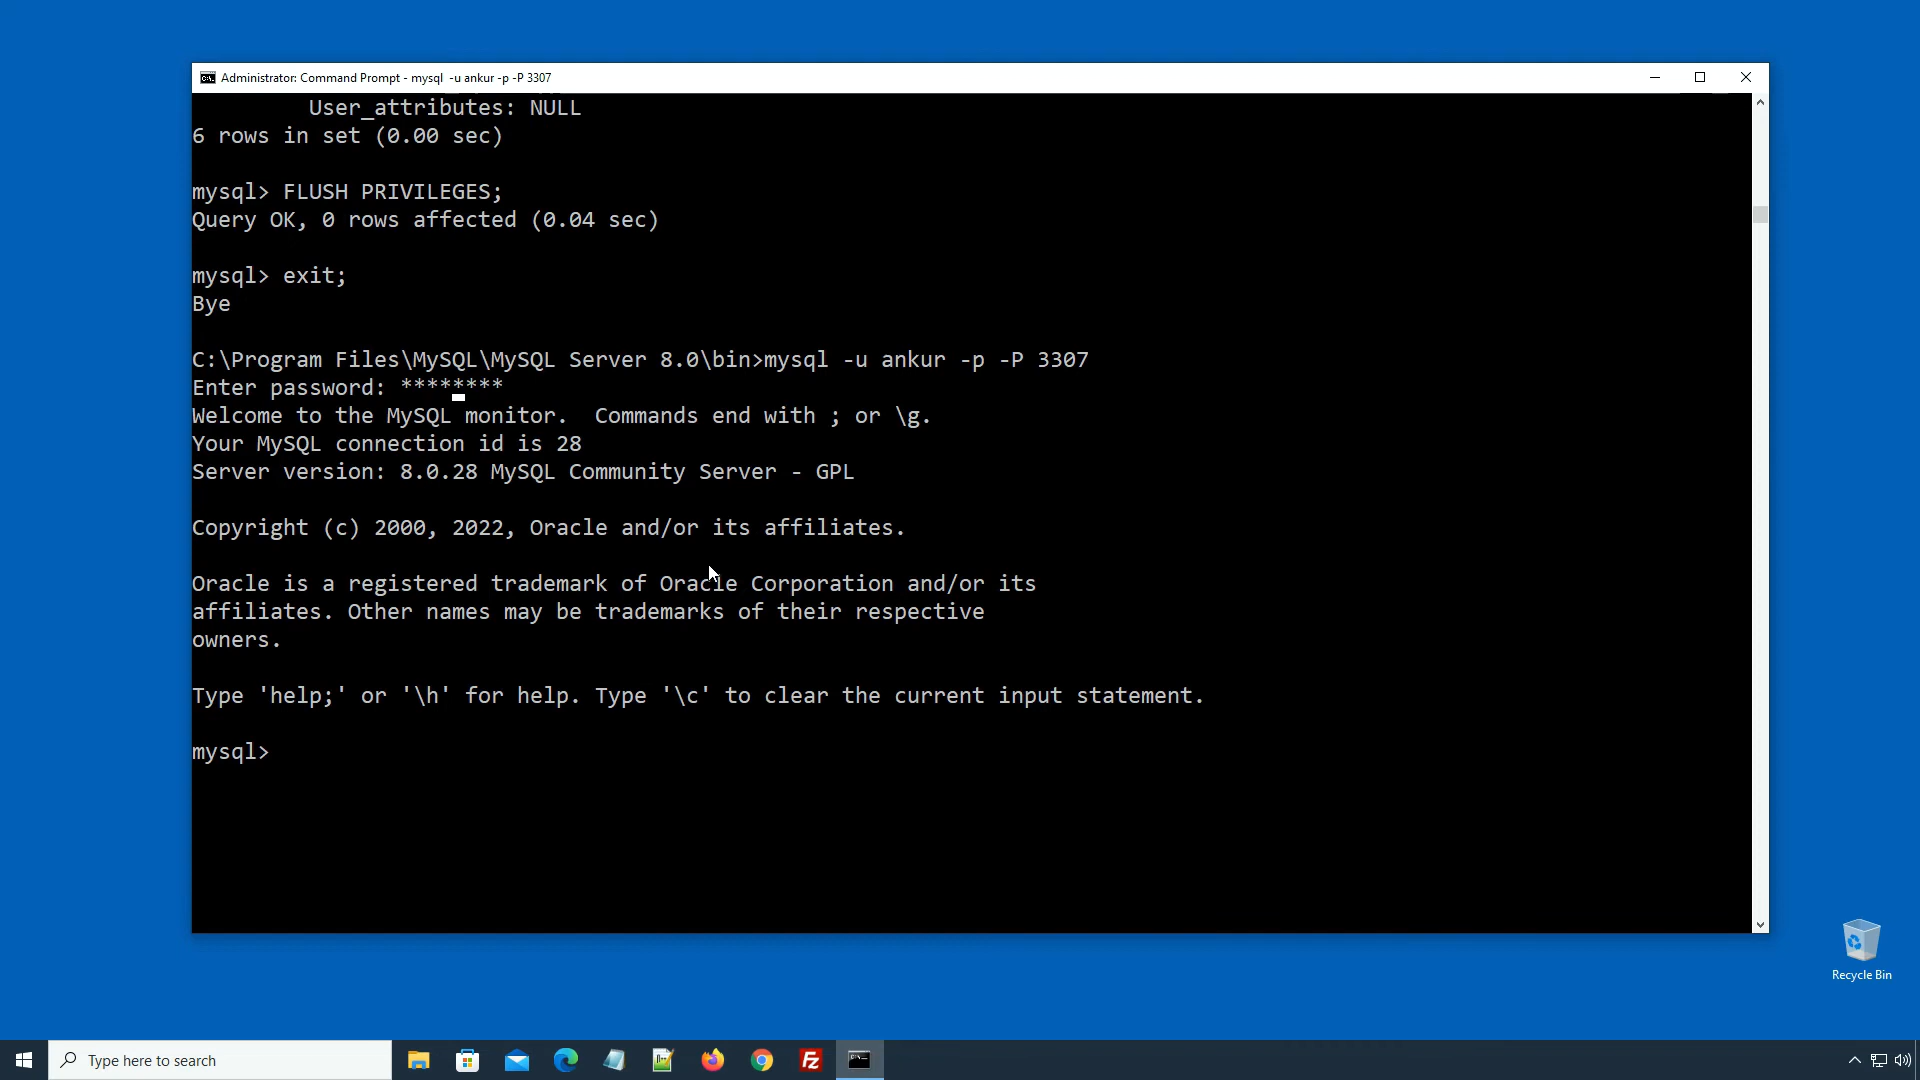 Administrator: Command Prompt - mysql  -u ankur -p -P 3307
User_attributes: NULL
6 rows in set (0.00 sec)
mysql> FLUSH PRIVILEGES;
Query OK, 0 rows affected (0.04 sec)
mysql> exit;
Bye
C:\Program Files\MySQL\MySQL Server 8.0\bin>mysql -u ankur -p -P 3307
Enter password: ********
Welcome to the MySQL monitor.  Commands end with ; or \g.
Your MySQL connection id is 28
Server version: 8.0.28 MySQL Community Server - GPL
Copyright (c) 2000, 2022, Oracle and/or its affiliates.
Oracle is a registered trademark of Oracle Corporation and/or its
affiliates. Other names may be trademarks of their respective
owners.
Type 'help;' or '\h' for help. Type '\c' to clear the current input statement.
mysql>
Recycle Bin
Type here to search